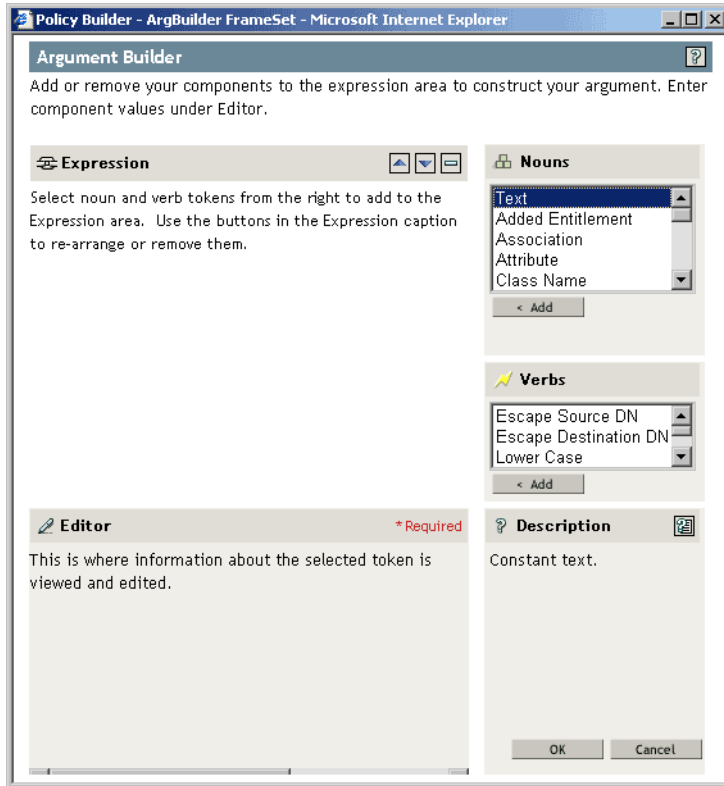 Policy Builder - ArgBuilder FrameSet - Microsoft Internet Explorer
Argument Builder
Add or remove your components to the expression area to construct your argument. Enter
component values under Editor.
Expression
Select noun and verb tokens from the right to add to the
Expression area. Use the buttons in the Expression caption
to re-arrange or remove them.
Nouns
Text
Added Entitlement
Association
Attribute
Class Name
< Add
Verbs
Escape Source DN
Escape Destination DN
Lower Case
< Add
Editor
*Required
This is where information about the selected token is
viewed and edited.
Description
Constant text.
OK
Cancel